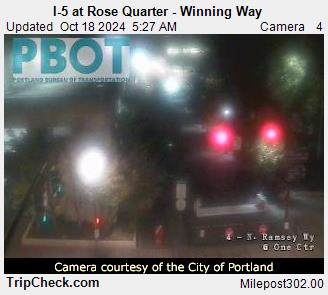 I-5 at Rose Quarter - Winning Way
Updated Oct 18 2024 5:27 AM Camera 4
PBOT
PORTLAND BUREAU OF TRANSPORTATION
4 - N. Ramsey Wy
@ One Ctr
Camera courtesy of the City of Portland
TripCheck.com Milepost302.00